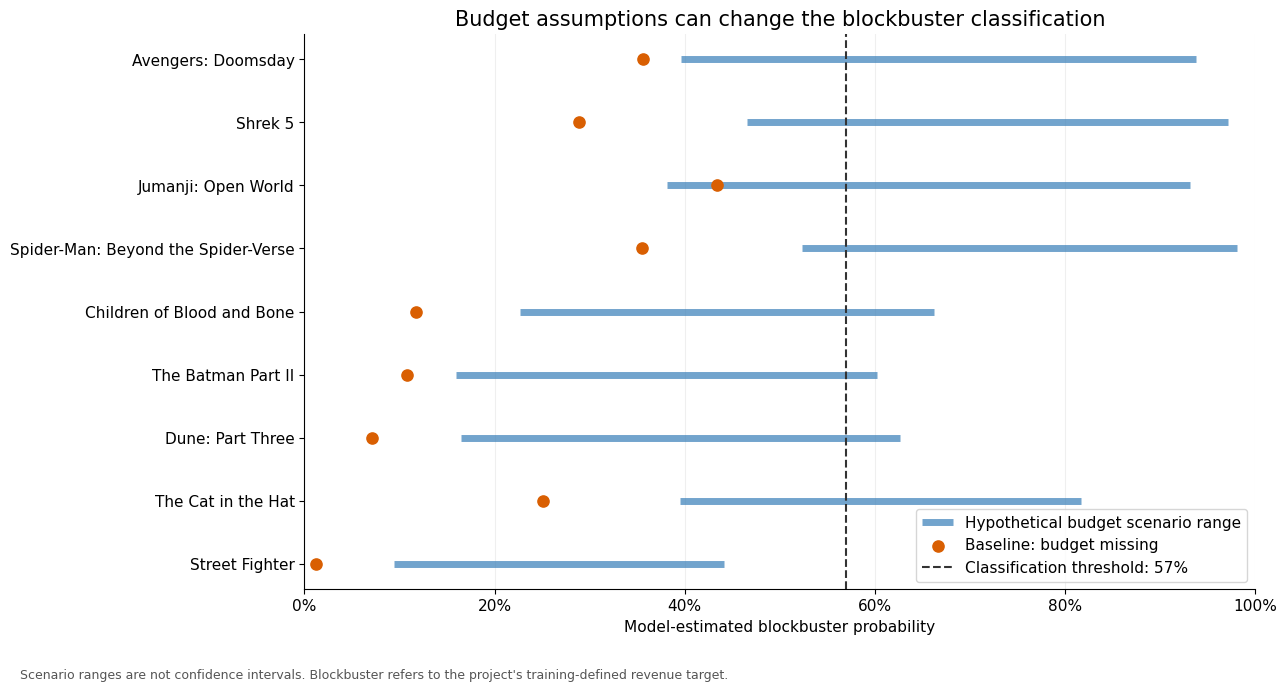 Budget assumptions can change the blockbuster classification
Avengers: Doomsday
Shrek 5
Jumanji: Open World
Spider-Man: Beyond the Spider-Verse
Children of Blood and Bone
The Batman Part II
Dune: Part Three
The Cat in the Hat
Street Fighter
Hypothetical budget scenario range
Baseline: budget missing
Classification threshold: 57%
0% 20% 40% 60% 80% 100%
Model-estimated blockbuster probability
Scenario ranges are not confidence intervals. Blockbuster refers to the project's training-defined revenue target.